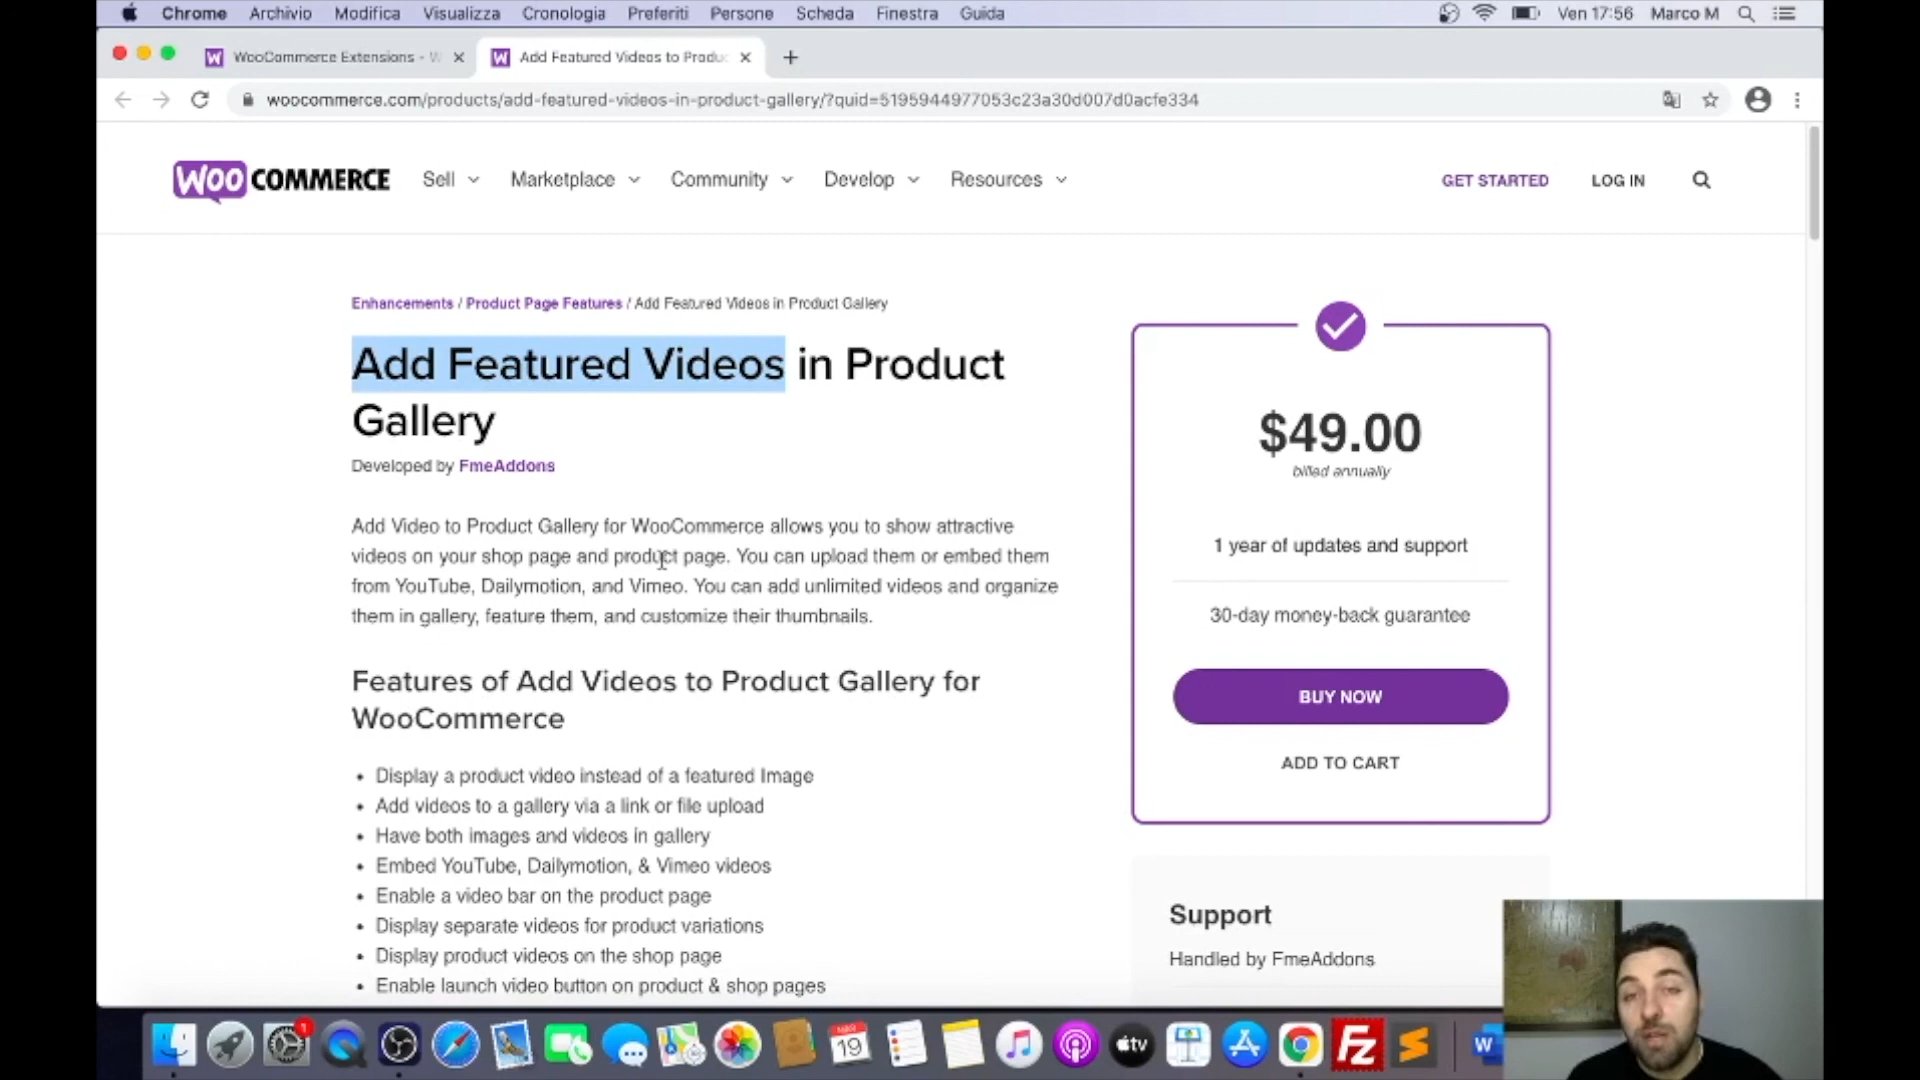 Chrome Archivio Modifica Visualizza Cronologia Preferiti Persone Scheda Finestra Guida Ven 17:56 Marco M
WooCommerce Extensions - W Add Featured Videos to Produc
woocommerce.com/products/add-featured-videos-in-product-gallery/?quid=5195944977053c23a30d007d0acfe334
WOOCOMMERCE Sell Marketplace Community Develop Resources GET STARTED LOG IN
Enhancements / Product Page Features / Add Featured Videos in Product Gallery
Add Featured Videos in Product
Gallery
Developed by FmeAddons
Add Video to Product Gallery for WooCommerce allows you to show attractive
videos on your shop page and product page. You can upload them or embed them
from YouTube, Dailymotion, and Vimeo. You can add unlimited videos and organize
them in gallery, feature them, and customize their thumbnails.
Features of Add Videos to Product Gallery for
WooCommerce
• Display a product video instead of a featured Image
• Add videos to a gallery via a link or file upload
• Have both images and videos in gallery
• Embed YouTube, Dailymotion, & Vimeo videos
• Enable a video bar on the product page
• Display separate videos for product variations
• Display product videos on the shop page
• Enable launch video button on product & shop pages
$49.00
billed annually
1 year of updates and support
30-day money-back guarantee
BUY NOW
ADD TO CART
Support
Handled by FmeAddons
1
MAR
19
tv
Fz
W